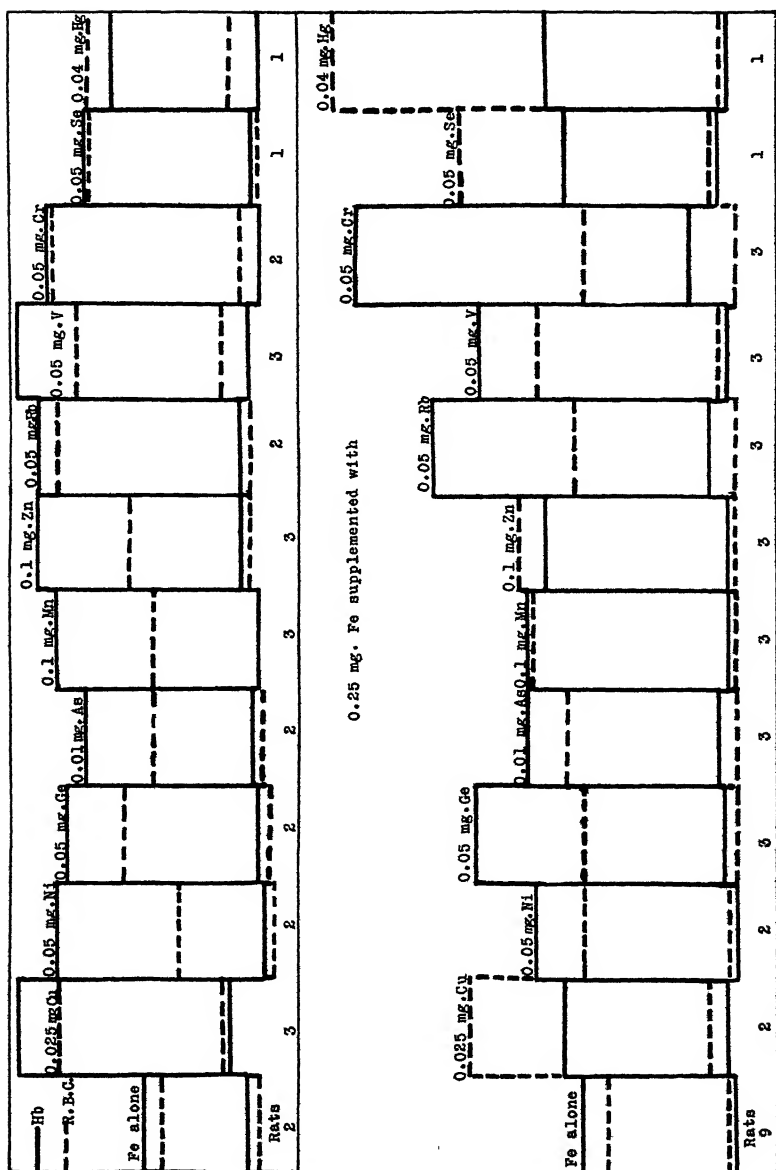 Hb
R.B.C.
Fe alone
0.025 mgCu
0.05 mg.Ni
0.05 mg.Ge
0.01 mg.As
0.1 mg.Mn
0.1 mg.Zn
0.05 mgRb
0.05 mg.V
0.05 mg.Cr
0.05 mg.Se
0.04 mg.Hg
Rats
2 3 2 2 2 3 3 2 3 2 1 1
0.25 mg. Fe supplemented with
Fe alone
0.025 mg.Cu
0.05 mg.Ni
0.05 mg.Ge
0.01 mg.As
0.1 mg.Mn
0.1 mg.Zn
0.05 mg.Rb
0.05 mg.V
0.05 mg.Cr
0.05 mg.Se
0.04 mg.Hg
Rats
9 2 2 3 3 3 3 3 3 3 1 1